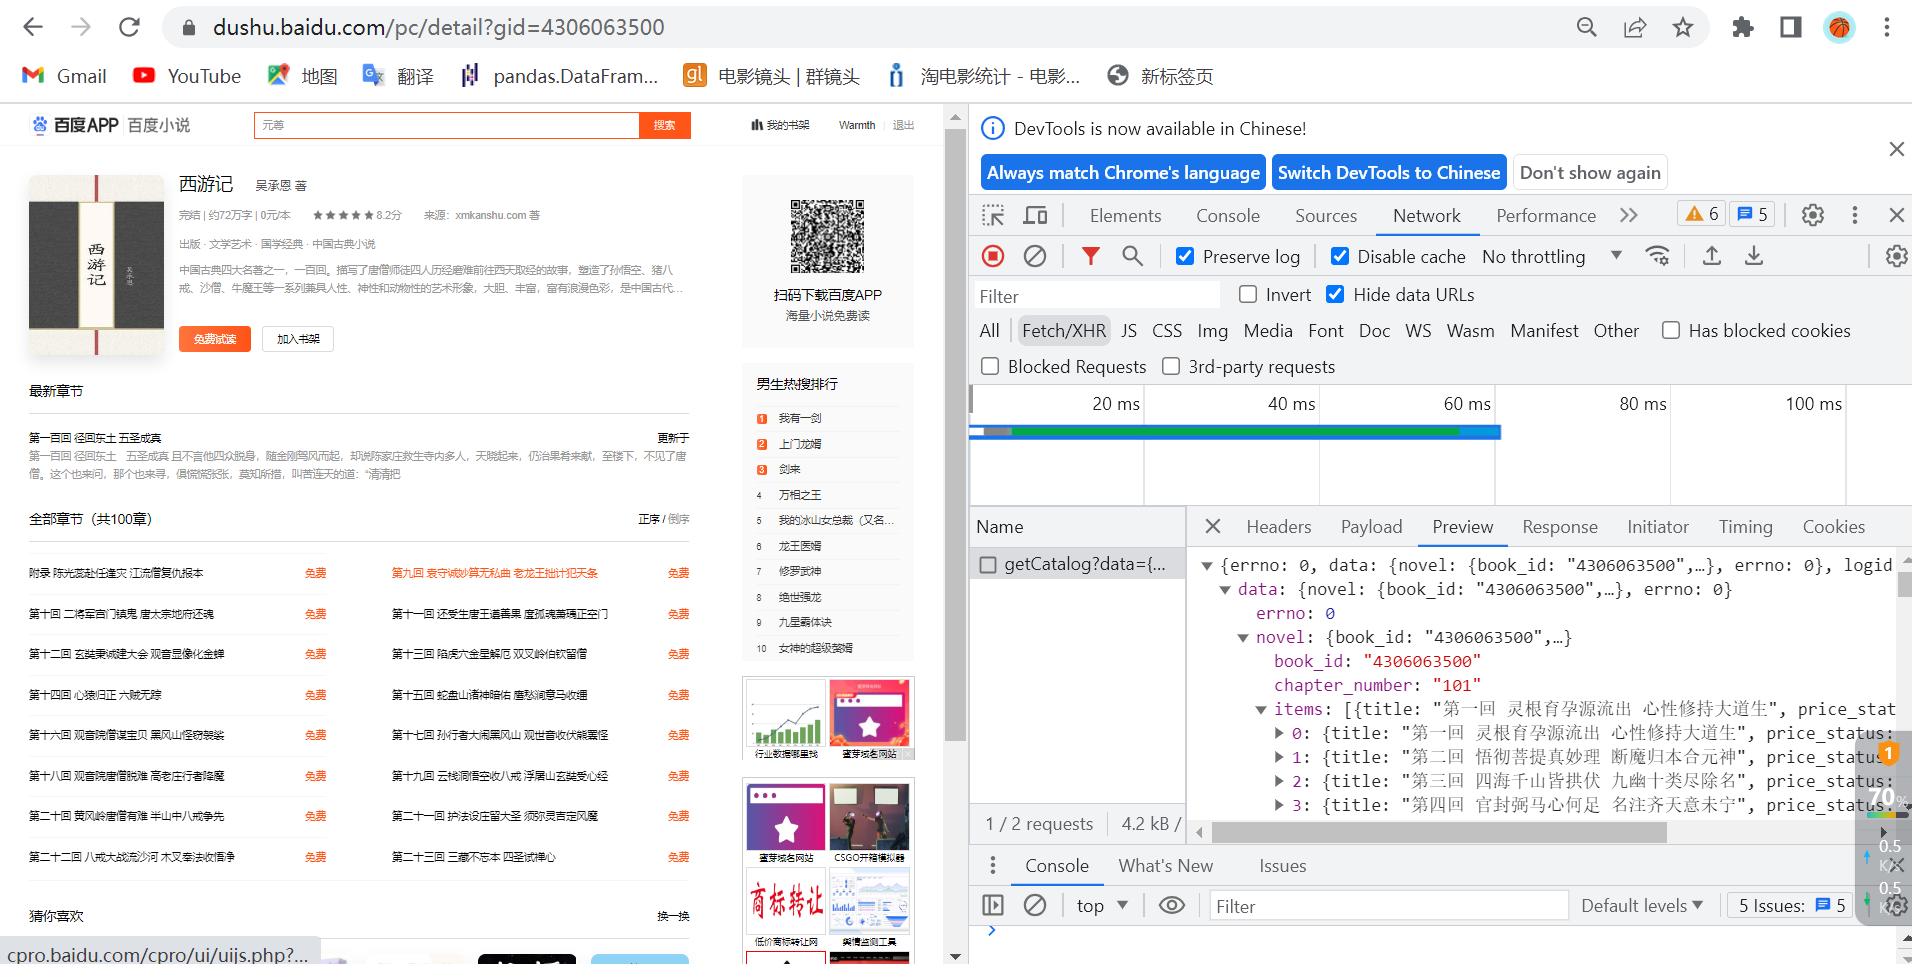 dushu.baidu.com/pc/detail?gid=4306063500
Gmail YouTube 地图 翻译 pandas.DataFram... 电影镜头 | 群镜头 淘电影统计 - 电影... 新标签页
百度APP 百度小说 元尊 搜索 我的书架 Warmth 退出
西游记 吴承恩 著
完结 | 约72万字 | 0元/本 8.2分 来源: xmkanshu.com 著
出版 · 文学艺术 · 国学经典 · 中国古典小说
中国古典四大名著之一，一百回。描写了唐僧师徒四人历经磨难前往西天取经的故事，塑造了孙悟空、猪八
戒、沙僧、牛魔王等一系列兼具人性、神性和动物性的艺术形象，大胆、丰富，富有浪漫色彩，是中国古代...
西游记
免费试读 加入书架
最新章节
第一百回 径回东土 五圣成真 更新于
第一百回 径回东土 五圣成真 且不言他四众脱身，随金刚驾风而起，却说陈家庄救生寺内多人，天晓起来，仍治果肴来献，至楼下，不见了唐
僧。这个也来问，那个也来寻，俱慌慌张张，莫知所措，叫苦连天的道：“清清把
全部章节（共100章） 正序 / 倒序
附录 陈光蕊赴任逢灾 江流僧复仇报本 免费 第九回 袁守诚妙算无私曲 老龙王拙计犯天条 免费
第十回 二将军宫门镇鬼 唐太宗地府还魂 免费 第十一回 还受生唐王遵善果 度孤魂萧瑀正空门 免费
第十二回 玄奘秉诚建大会 观音显像化金蝉 免费 第十三回 陷虎穴金星解厄 双叉岭伯钦留僧 免费
第十四回 心猿归正 六贼无踪 免费 第十五回 蛇盘山诸神暗佑 鹰愁涧意马收缰 免费
第十六回 观音院僧谋宝贝 黑风山怪窃袈裟 免费 第十七回 孙行者大闹黑风山 观世音收伏熊罴怪 免费
第十八回 观音院唐僧脱难 高老庄行者降魔 免费 第十九回 云栈洞悟空收八戒 浮屠山玄奘受心经 免费
第二十回 黄风岭唐僧有难 半山中八戒争先 免费 第二十一回 护法设庄留大圣 须弥灵吉定风魔 免费
第二十二回 八戒大战流沙河 木叉奉法收悟净 免费 第二十三回 三藏不忘本 四圣试禅心 免费
猜你喜欢 换一换
cpro.baidu.com/cpro/ui/uijs.php?...
扫码下载百度APP
海量小说免费读
男生热搜排行
1 我有一剑
2 上门龙婿
3 剑来
4 万相之王
5 我的冰山女总裁（又名...
6 龙王医婿
7 修罗武神
8 绝世强龙
9 九星霸体诀
10 女神的超级赘婿
行业数据哪里找 蜜芽域名网站
蜜芽域名网站 CSGO开箱模拟器
商标转让
低价商标转让网 舆情监测工具
DevTools is now available in Chinese!
Always match Chrome's language Switch DevTools to Chinese Don't show again
Elements Console Sources Network Performance 6 5
Preserve log Disable cache No throttling
Filter Invert Hide data URLs
All Fetch/XHR JS CSS Img Media Font Doc WS Wasm Manifest Other Has blocked cookies
Blocked Requests 3rd-party requests
20 ms 40 ms 60 ms 80 ms 100 ms
Name Headers Payload Preview Response Initiator Timing Cookies
getCatalog?data={...
{errno: 0, data: {novel: {book_id: "4306063500",…}, errno: 0}, logid
data: {novel: {book_id: "4306063500",…}, errno: 0}
errno: 0
novel: {book_id: "4306063500",…}
book_id: "4306063500"
chapter_number: "101"
items: [{title: "第一回 灵根育孕源流出 心性修持大道生", price_stat
0: {title: "第一回 灵根育孕源流出 心性修持大道生", price_status:
1: {title: "第二回 悟彻菩提真妙理 断魔归本合元神", price_status:
2: {title: "第三回 四海千山皆拱伏 九幽十类尽除名", price_status:
3: {title: "第四回 官封弼马心何足 名注齐天意未宁", price_status:
1 / 2 requests 4.2 kB /
1
70%
0.5
K/s
0.5
Console What's New Issues
top Filter Default levels 5 Issues: 5